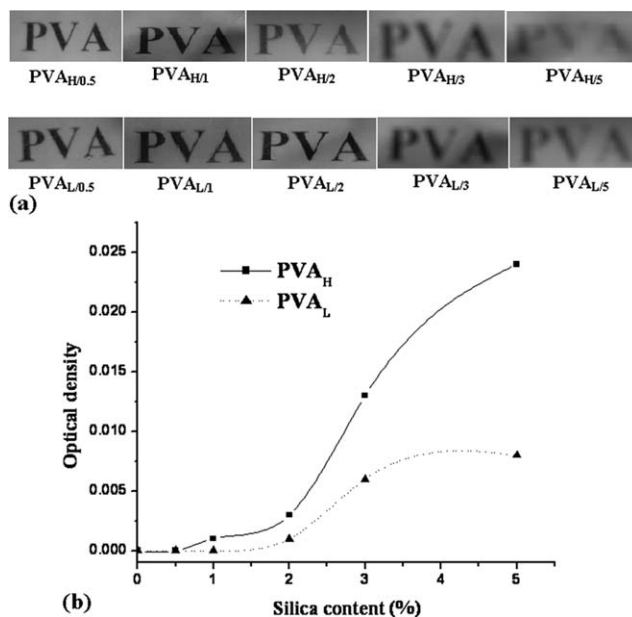 PVA PVA PVA PVA PVA
PVAH/0.5 PVAH/1 PVAH/2 PVAH/3 PVAH/5
PVA PVA PVA PVA PVA
PVAL/0.5 PVAL/1 PVAL/2 PVAL/3 PVAL/5
(a)
0.025
0.020
0.015
0.010
0.005
0.000
Optical density
PVAH
PVAL
0 1 2 3 4 5
Silica content (%)
(b)